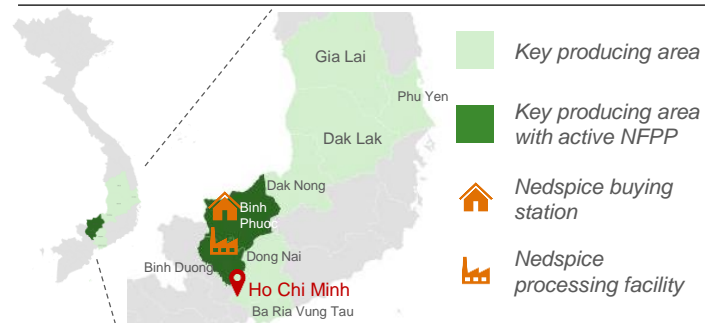 Gia Lai
Phu Yen
Dak Lak
Dak Nong
Binh
Phuoc
Dong Nai
Binh Duong
Ho Chi Minh
Ba Ria Vung Tau
Key producing area
Key producing area
with active NFPP
Nedspice buying
station
Nedspice
processing facility